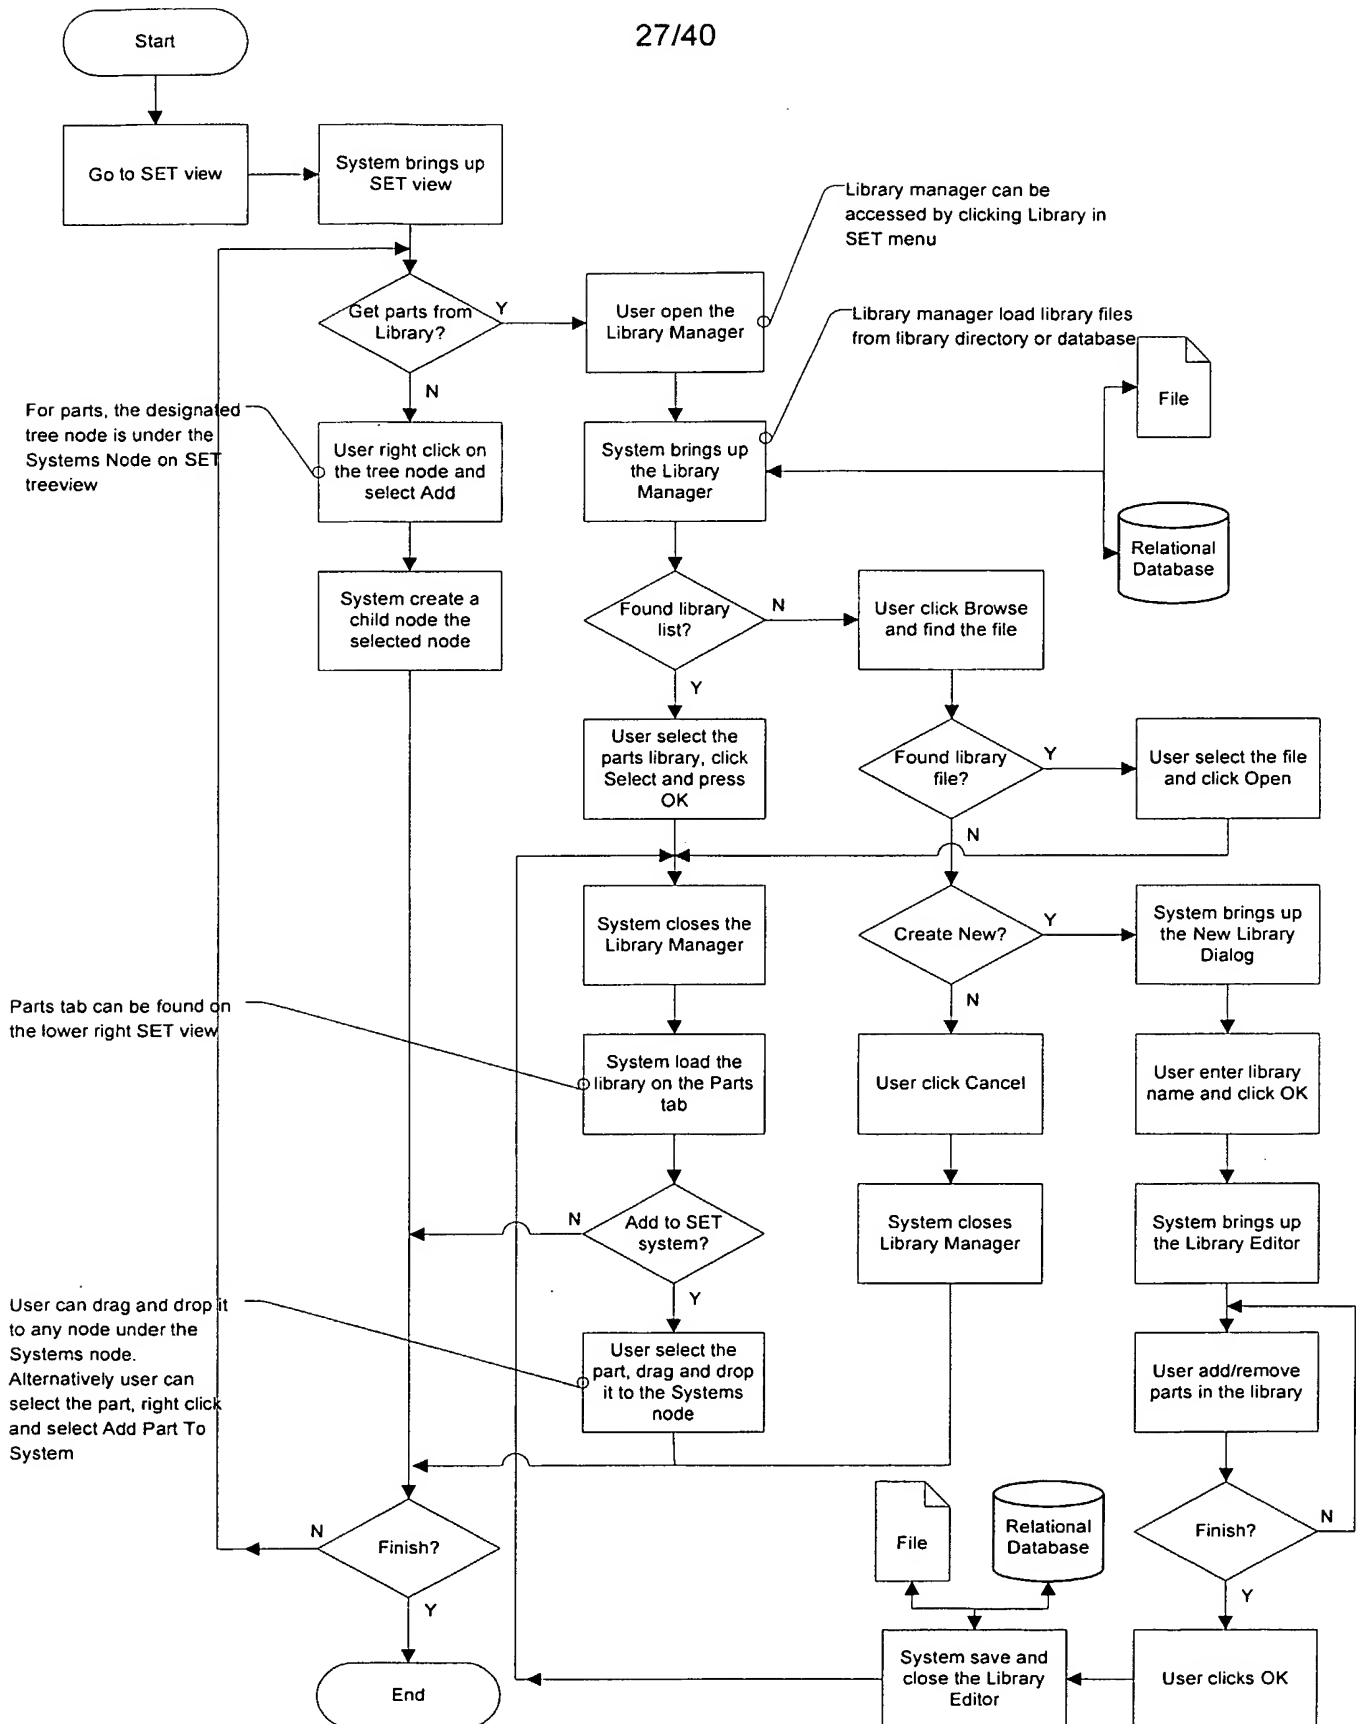 27/40
Start
Go to SET view
System brings up
SET view
Library manager can be
accessed by clicking Library in
SET menu
Get parts from
Library?
Y
N
User open the
Library Manager
Library manager load library files
from library directory or database
File
Relational
Database
For parts, the designated
tree node is under the
Systems Node on SET
treeview
User right click on
the tree node and
select Add
System brings up
the Library
Manager
System create a
child node the
selected node
Found library
list?
N
Y
User click Browse
and find the file
User select the
parts library, click
Select and press
OK
Found library
file?
Y
N
User select the file
and click Open
System closes the
Library Manager
Create New?
Y
N
System brings up
the New Library
Dialog
Parts tab can be found on
the lower right SET view
System load the
library on the Parts
tab
User click Cancel
User enter library
name and click OK
Add to SET
system?
N
Y
System closes
Library Manager
System brings up
the Library Editor
User can drag and drop it
to any node under the
Systems node.
Alternatively user can
select the part, right click
and select Add Part To
System
User select the
part, drag and drop
it to the Systems
node
User add/remove
parts in the library
Finish?
N
Y
File
Relational
Database
Finish?
N
Y
End
System save and
close the Library
Editor
User clicks OK